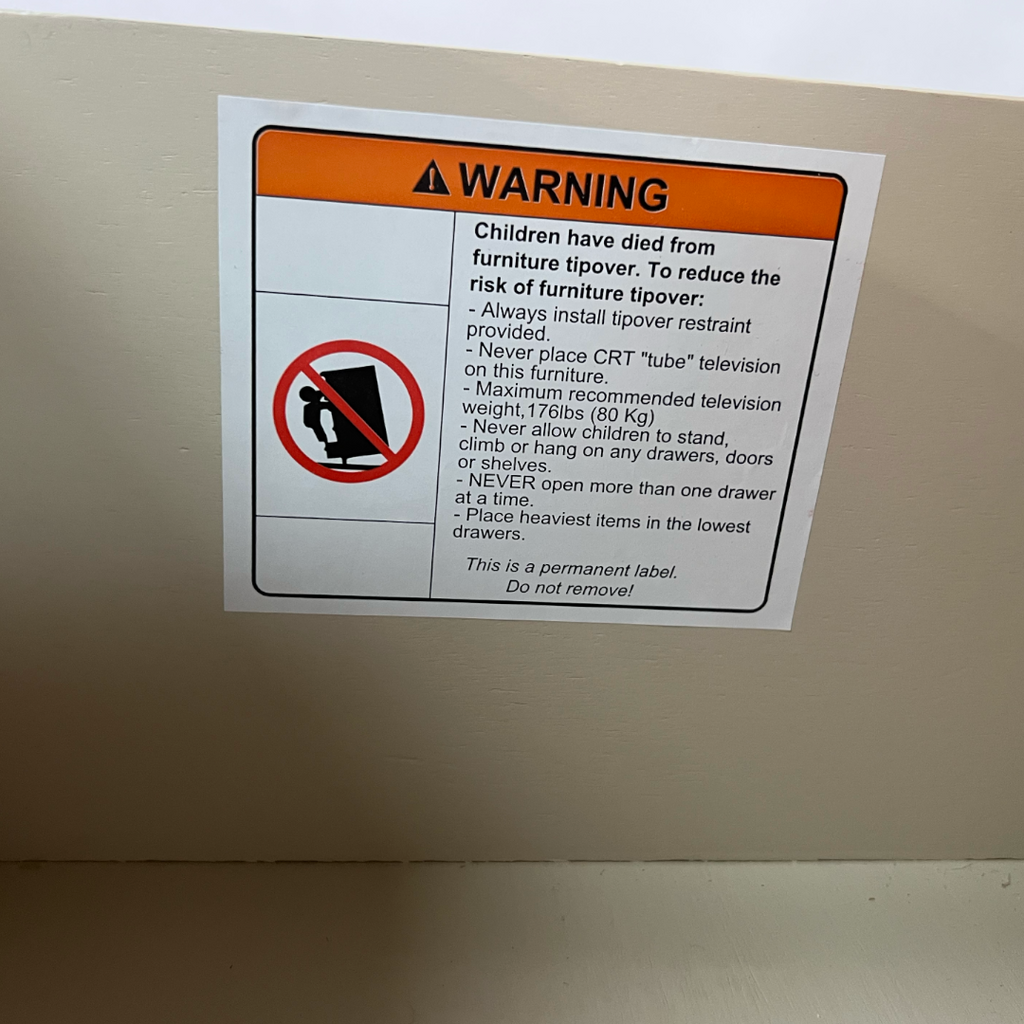 WARNING
Children have died from
furniture tipover. To reduce the
risk of furniture tipover:
- Always install tipover restraint
provided.
- Never place CRT "tube" television
on this furniture.
- Maximum recommended television
weight,176lbs (80 Kg)
- Never allow children to stand,
climb or hang on any drawers, doors
or shelves.
- NEVER open more than one drawer
at a time.
- Place heaviest items in the lowest
drawers.
This is a permanent label.
Do not remove!